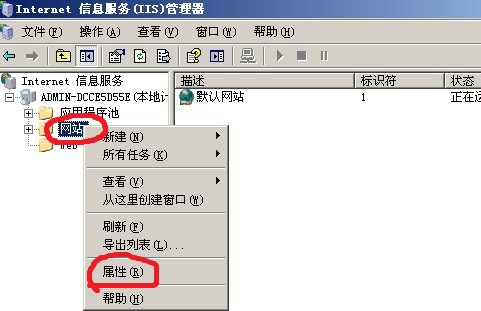 Internet 信息服务(IIS)管理器
文件(F) 操作(A) 查看(V) 窗口(W) 帮助(H)
Internet 信息服务
ADMIN-DCCE5D55E(本地计
应用程序池
网站
Web
描述 标识符 状态
默认网站 1 正在运
新建(N)
所有任务(K)
查看(V)
从这里创建窗口(W)
刷新(F)
导出列表(L)...
属性(R)
帮助(H)